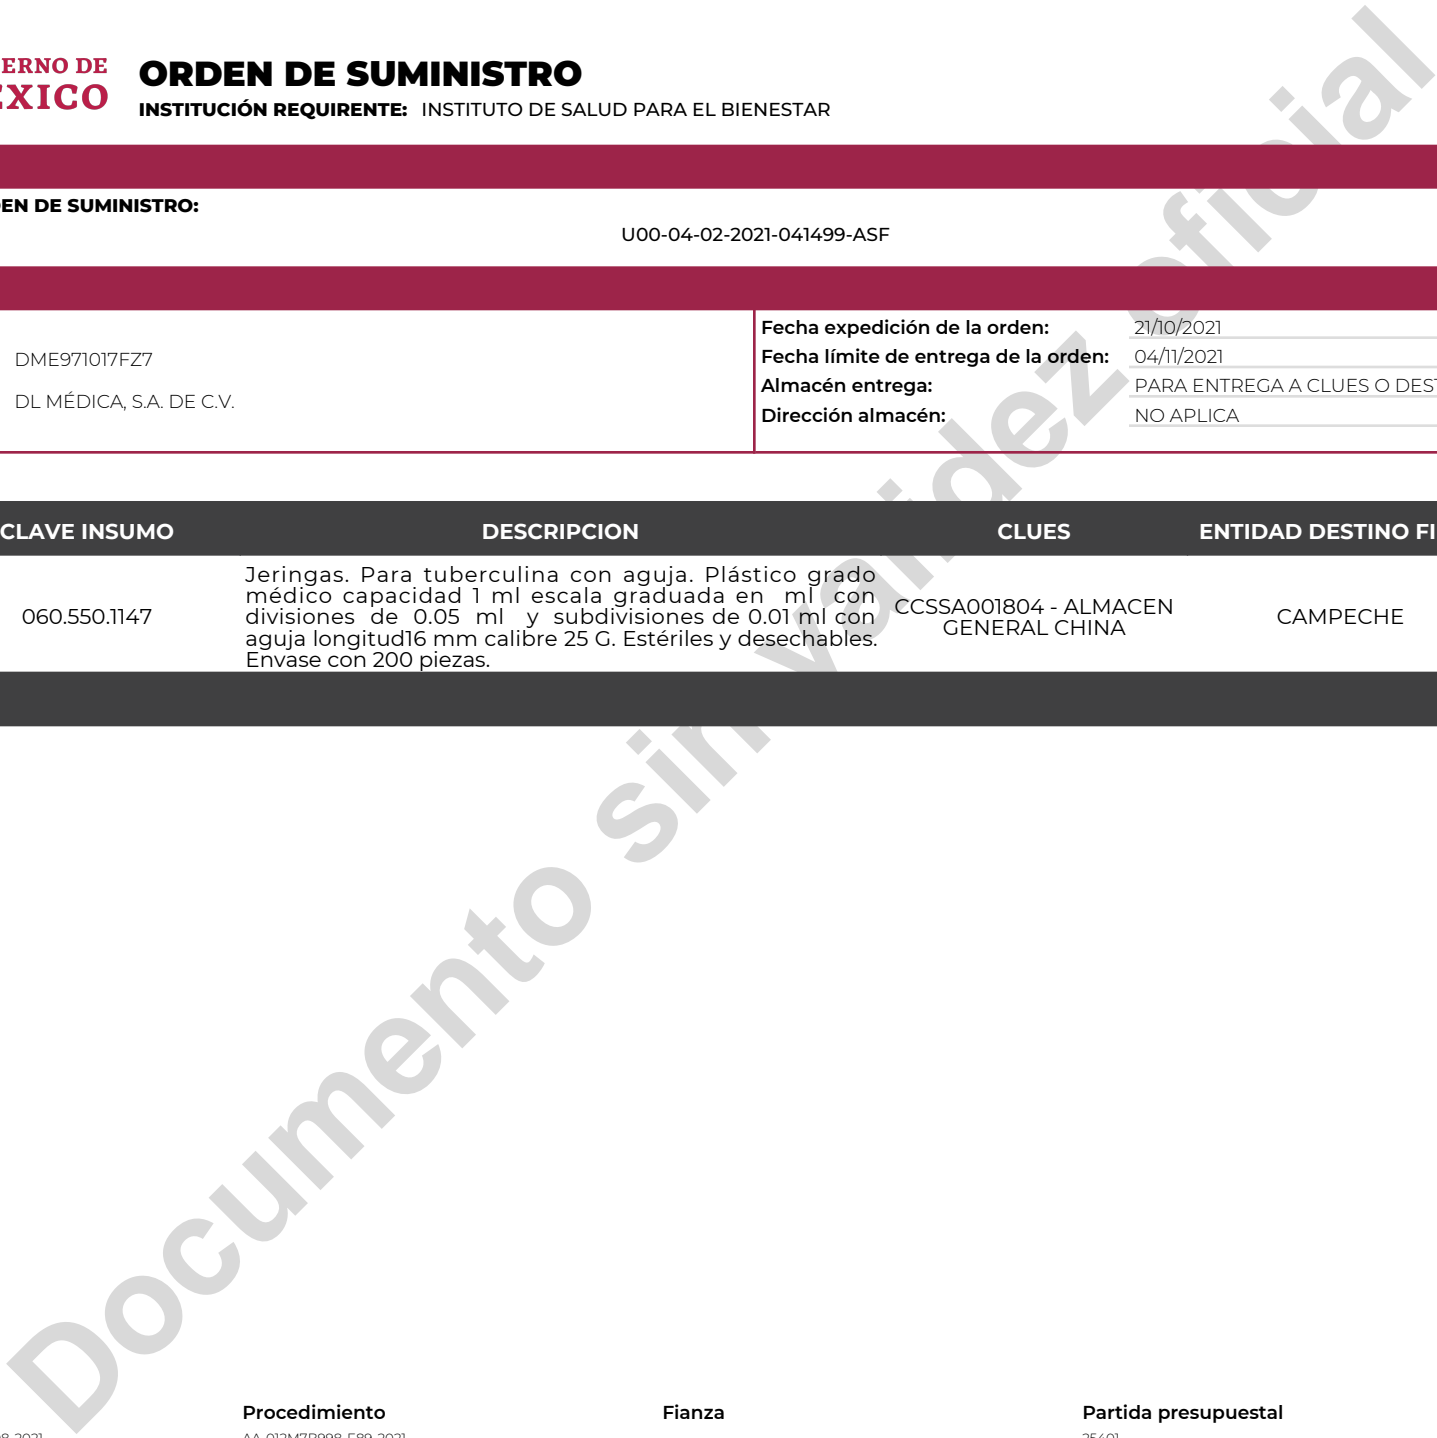 ERNO DE
EXICO
ORDEN DE SUMINISTRO
INSTITUCIÓN REQUIRENTE: INSTITUTO DE SALUD PARA EL BIENESTAR
EN DE SUMINISTRO:
U00-04-02-2021-041499-ASF
DME971017FZ7
DL MÉDICA, S.A. DE C.V.
Fecha expedición de la orden: 21/10/2021
Fecha límite de entrega de la orden: 04/11/2021
Almacén entrega: PARA ENTREGA A CLUES O DEST
Dirección almacén: NO APLICA
CLAVE INSUMO DESCRIPCION CLUES ENTIDAD DESTINO FI
060.550.1147
Jeringas. Para tuberculina con aguja. Plástico grado
médico capacidad 1 ml escala graduada en ml con
divisiones de 0.05 ml y subdivisiones de 0.01 ml con
aguja longitud16 mm calibre 25 G. Estériles y desechables.
Envase con 200 piezas.
CCSSA001804 - ALMACEN
GENERAL CHINA
CAMPECHE
Documento sin validez oficial
Procedimiento Fianza Partida presupuestal